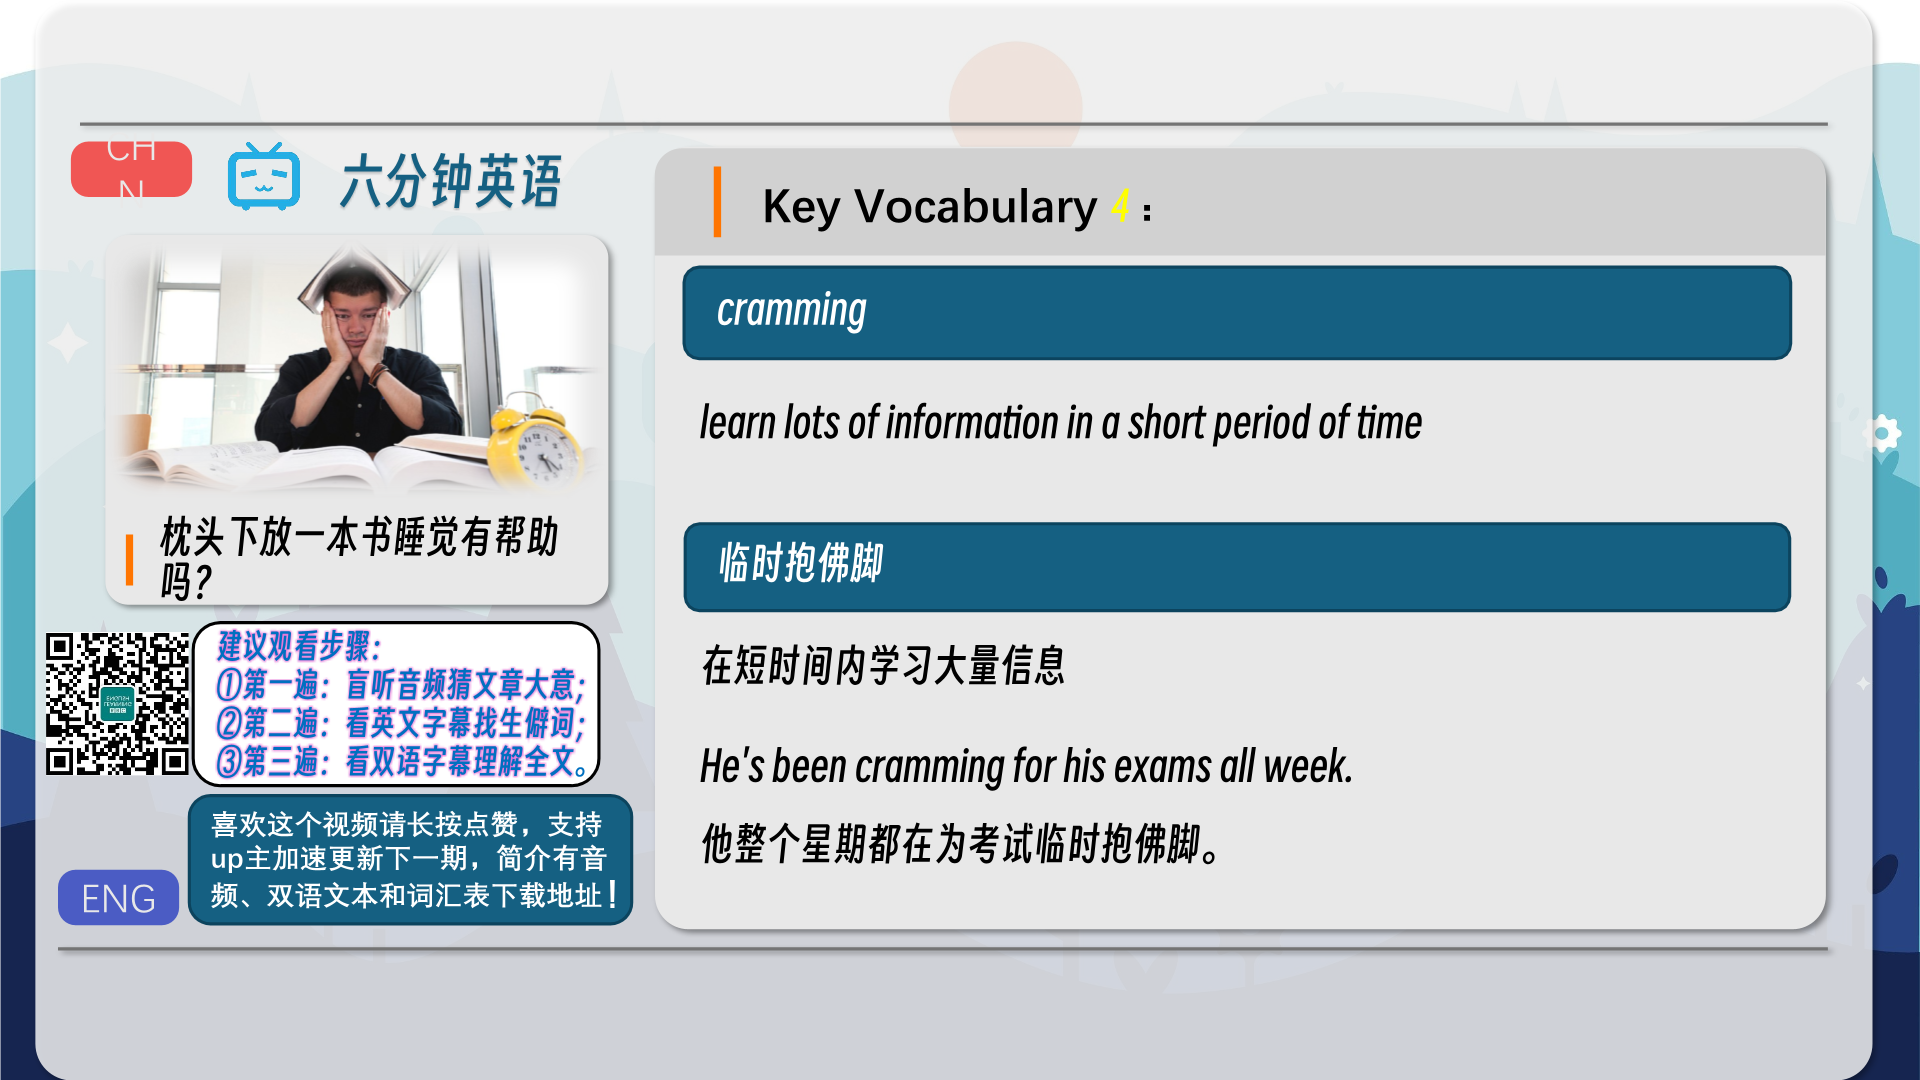 CH
N
六分钟英语
枕头下放一本书睡觉有帮助
吗？
建议观看步骤：
①第一遍：盲听音频猜文章大意；
②第二遍：看英文字幕找生僻词；
③第三遍：看双语字幕理解全文。
喜欢这个视频请长按点赞，支持
up主加速更新下一期，简介有音
频、双语文本和词汇表下载地址！
ENG
Key Vocabulary 4：
cramming
learn lots of information in a short period of time
临时抱佛脚
在短时间内学习大量信息
He's been cramming for his exams all week.
他整个星期都在为考试临时抱佛脚。